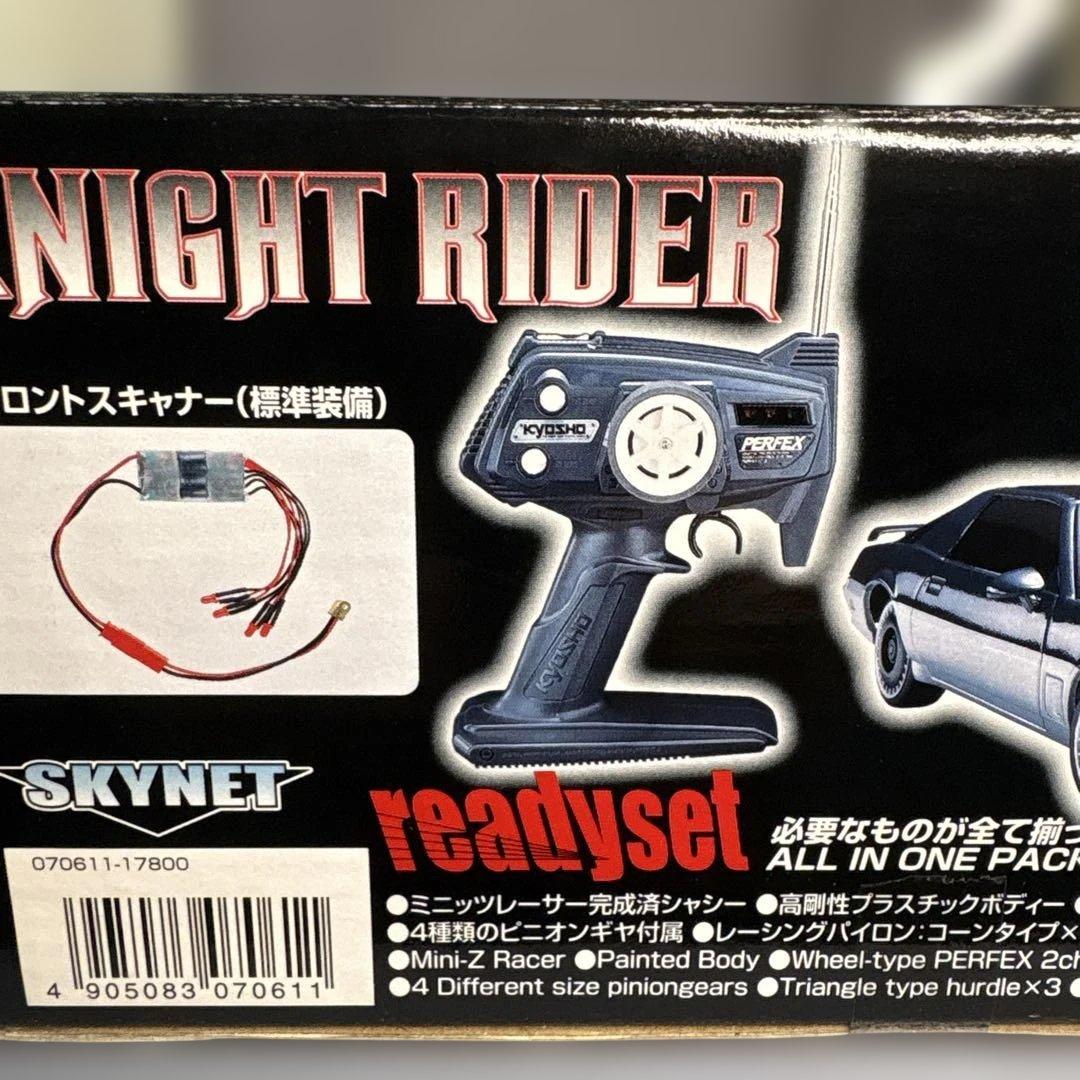 KNIGHT RIDER
ロントスキャナー(標準装備)
KYOSHO
PERFEX
KYOSHO
SKYNET
readyset
必要なものが全て揃っ
ALL IN ONE PACK
070611-17800
●ミニッツレーサー完成済シャシー ●高剛性プラスチックボディー ●
●4種類のピニオンギヤ付属 ●レーシングパイロン:コーンタイプ×
●Mini-Z Racer ●Painted Body ●Wheel-type PERFEX 2ch
●4 Different size piniongears ●Triangle type hurdle×3 ●
4 905083 070611